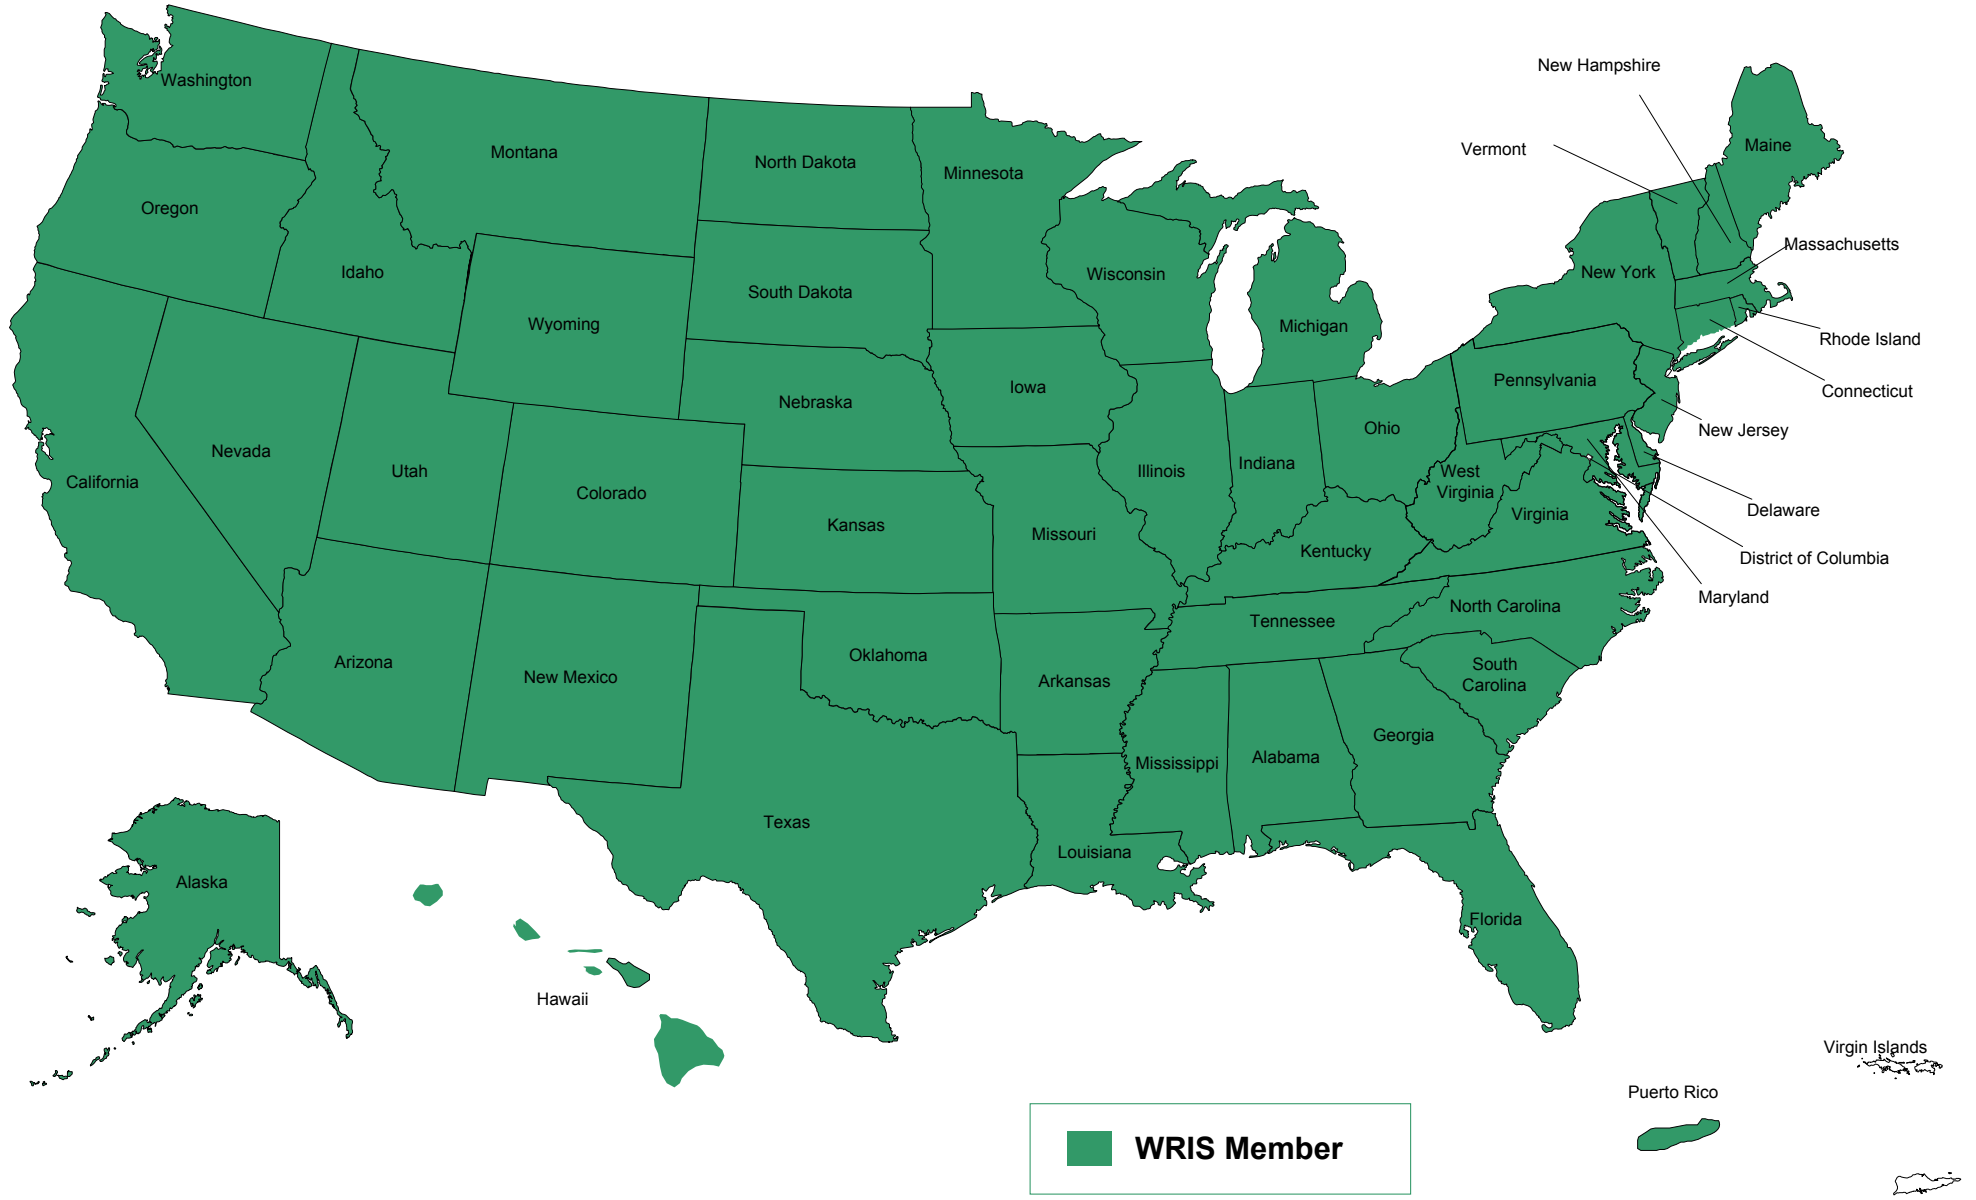 New Hampshire
Washington
Vermont
Maine
Montana
North Dakota
Minnesota
Oregon
Massachusetts
Idaho
New York
Wisconsin
South Dakota
Wyoming
Michigan
Rhode Island
Pennsylvania
Connecticut
Iowa
Nebraska
Ohio
New Jersey
Nevada
Utah
Illinois
Indiana
West
Virginia
California
Colorado
Delaware
Virginia
Kansas
Missouri
Kentucky
District of Columbia
Maryland
North Carolina
Tennessee
Arizona
New Mexico
Oklahoma
Arkansas
South
Carolina
Georgia
Alabama
Mississippi
Texas
Louisiana
Alaska
Florida
Hawaii
Virgin Islands
Puerto Rico
WRIS Member